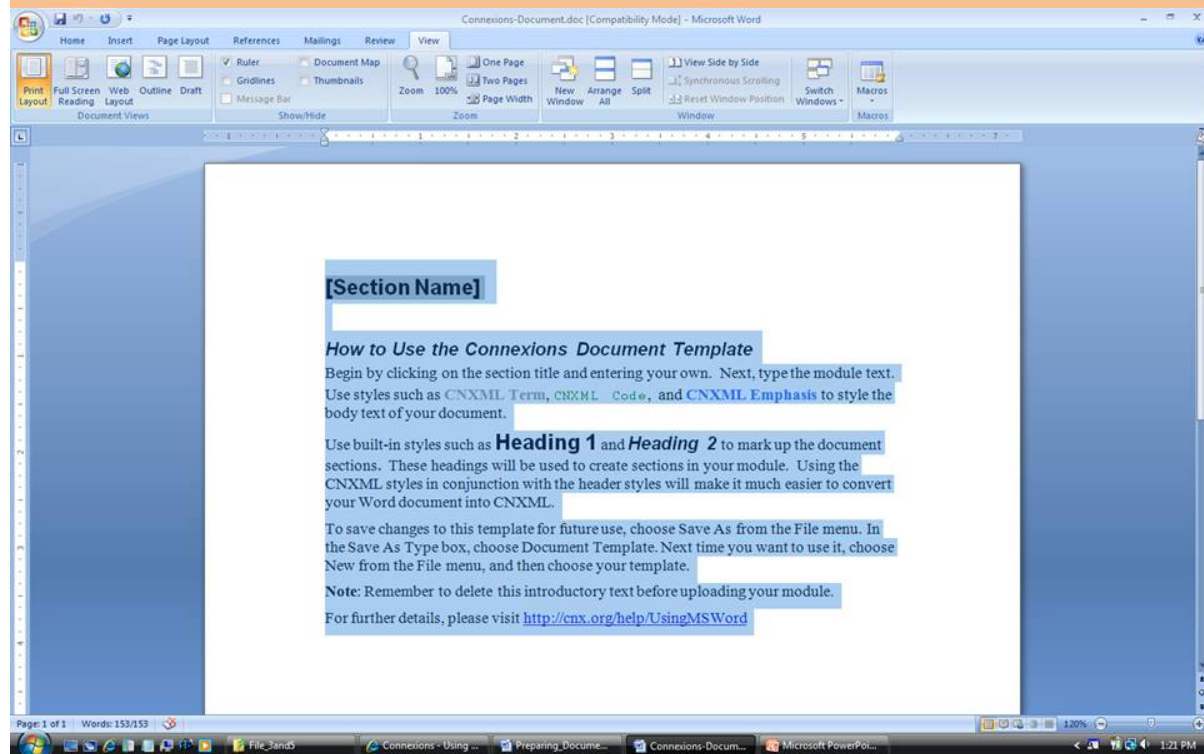 Connexions-Document.doc [Compatibility Mode] - Microsoft Word
Home Insert Page Layout References Mailings Review View
Print Layout
Full Screen Reading
Web Layout
Outline
Draft
Document Views
Ruler
Gridlines
Message Bar
Document Map
Thumbnails
Show/Hide
Zoom
100%
One Page
Two Pages
Page Width
Zoom
New Window
Arrange All
Split
View Side by Side
Synchronous Scrolling
Reset Window Position
Window
Switch Windows
Macros
Macros
[Section Name]
How to Use the Connexions Document Template
Begin by clicking on the section title and entering your own. Next, type the module text.
Use styles such as CNXML Term, CNXML Code, and CNXML Emphasis to style the
body text of your document.
Use built-in styles such as Heading 1 and Heading 2 to mark up the document
sections. These headings will be used to create sections in your module. Using the
CNXML styles in conjunction with the header styles will make it much easier to convert
your Word document into CNXML.
To save changes to this template for future use, choose Save As from the File menu. In
the Save As Type box, choose Document Template. Next time you want to use it, choose
New from the File menu, and then choose your template.
Note: Remember to delete this introductory text before uploading your module.
For further details, please visit http://cnx.org/help/UsingMSWord
Page: 1 of 1 Words: 153/153 120%
File_3and5 Connexions - Using ... Preparing_Docume... Connexions-Docum... Microsoft PowerPoi... 1:21 PM